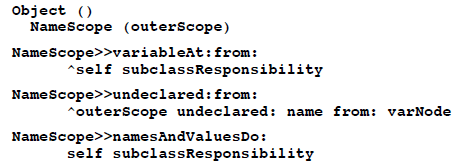 Object ()
NameScope (outerScope)
NameScope>>variableAt:from:
^self subclassResponsibility
NameScope>>undeclared:from:
^outerScope undeclared: name from: varNode
NameScope>>namesAndValuesDo:
self subclassResponsibility